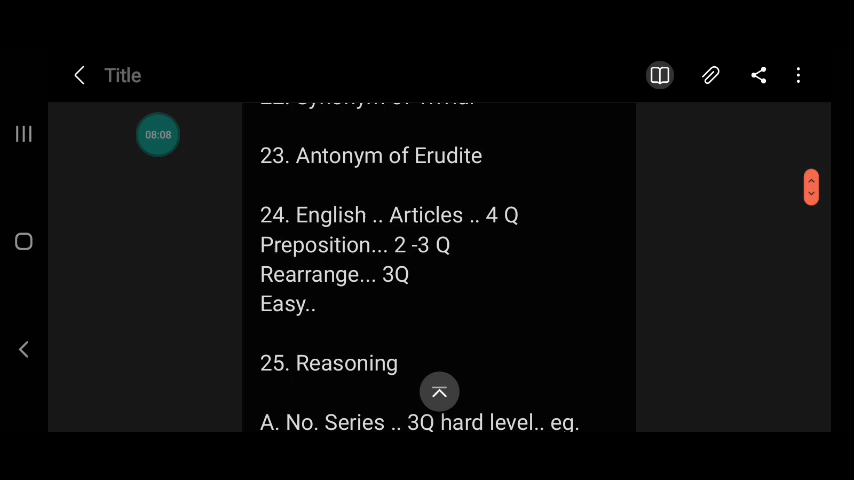 Title
08:08
23. Antonym of Erudite
24. English .. Articles .. 4 Q
Preposition... 2 -3 Q
Rearrange... 3Q
Easy..
25. Reasoning
A. No. Series .. 3Q hard level.. eg.